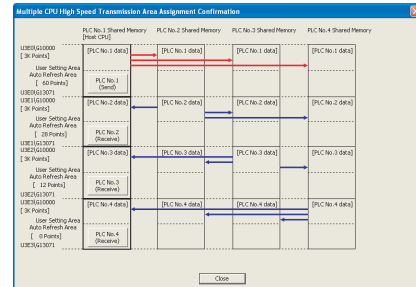 Multiple CPU High Speed Transmission Area Assignment Confirmation
PLC No.1 Shared Memory PLC No.2 Shared Memory PLC No.3 Shared Memory PLC No.4 Shared Memory
[Host CPU]
U3E0\G10000 [PLC No.1 data] [PLC No.1 data] [PLC No.1 data] [PLC No.1 data]
[ 3K Points]
User Setting Area
Auto Refresh Area
[ 60 Points] PLC No.1
(Send)
U3E0\G13071
U3E1\G10000 [PLC No.2 data] [PLC No.2 data] [PLC No.2 data] [PLC No.2 data]
[ 3K Points]
User Setting Area
Auto Refresh Area
[ 28 Points] PLC No.2
(Receive)
U3E1\G13071
U3E2\G10000 [PLC No.3 data] [PLC No.3 data] [PLC No.3 data] [PLC No.3 data]
[ 3K Points]
User Setting Area
Auto Refresh Area
[ 12 Points] PLC No.3
(Receive)
U3E2\G13071
U3E3\G10000 [PLC No.4 data] [PLC No.4 data] [PLC No.4 data] [PLC No.4 data]
[ 3K Points]
User Setting Area
Auto Refresh Area
[ 0 Points] PLC No.4
(Receive)
U3E3\G13071
Close